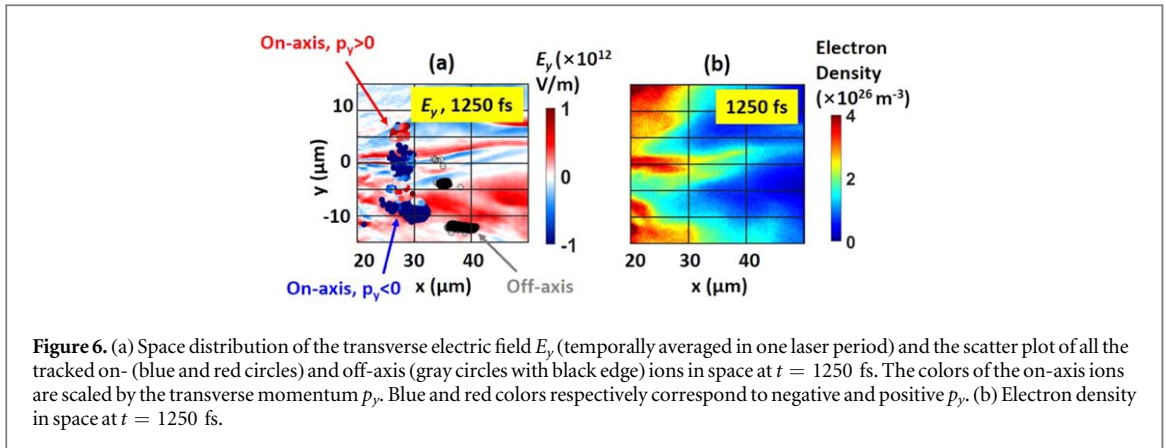 On-axis, py>0
(a)
Ey (×10¹²
V/m)
Ey, 1250 fs
1
0
-1
10
0
-10
y (μm)
20 30 40
x (μm)
On-axis, py<0
Off-axis
(b)
Electron
Density
(×10²⁶ m⁻³)
1250 fs
4
2
0
20 30 40
x (μm)
Figure 6. (a) Space distribution of the transverse electric field Ey (temporally averaged in one laser period) and the scatter plot of all the
tracked on- (blue and red circles) and off-axis (gray circles with black edge) ions in space at t = 1250 fs. The colors of the on-axis ions
are scaled by the transverse momentum py. Blue and red colors respectively correspond to negative and positive py. (b) Electron density
in space at t = 1250 fs.